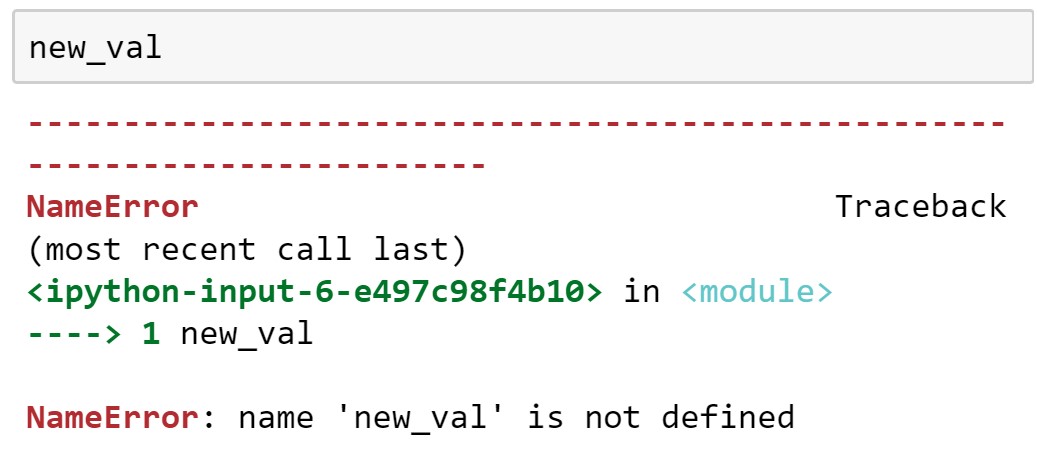 new_val
---------------------------------------------------
------------------------
NameError                                 Traceback
(most recent call last)
<ipython-input-6-e497c98f4b10> in <module>
----> 1 new_val

NameError: name 'new_val' is not defined